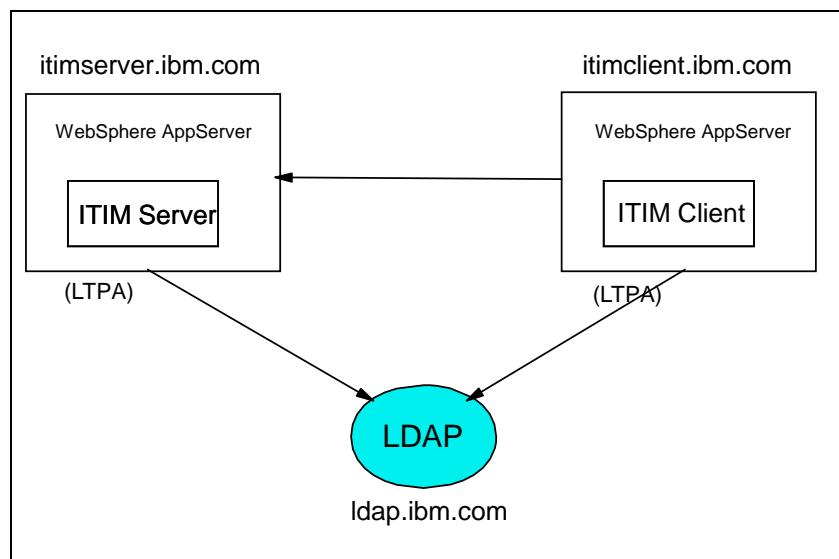 itimserver.ibm.com
itimclient.ibm.com
WebSphere AppServer
WebSphere AppServer
ITIM Server
ITIM Client
(LTPA)
(LTPA)
LDAP
ldap.ibm.com